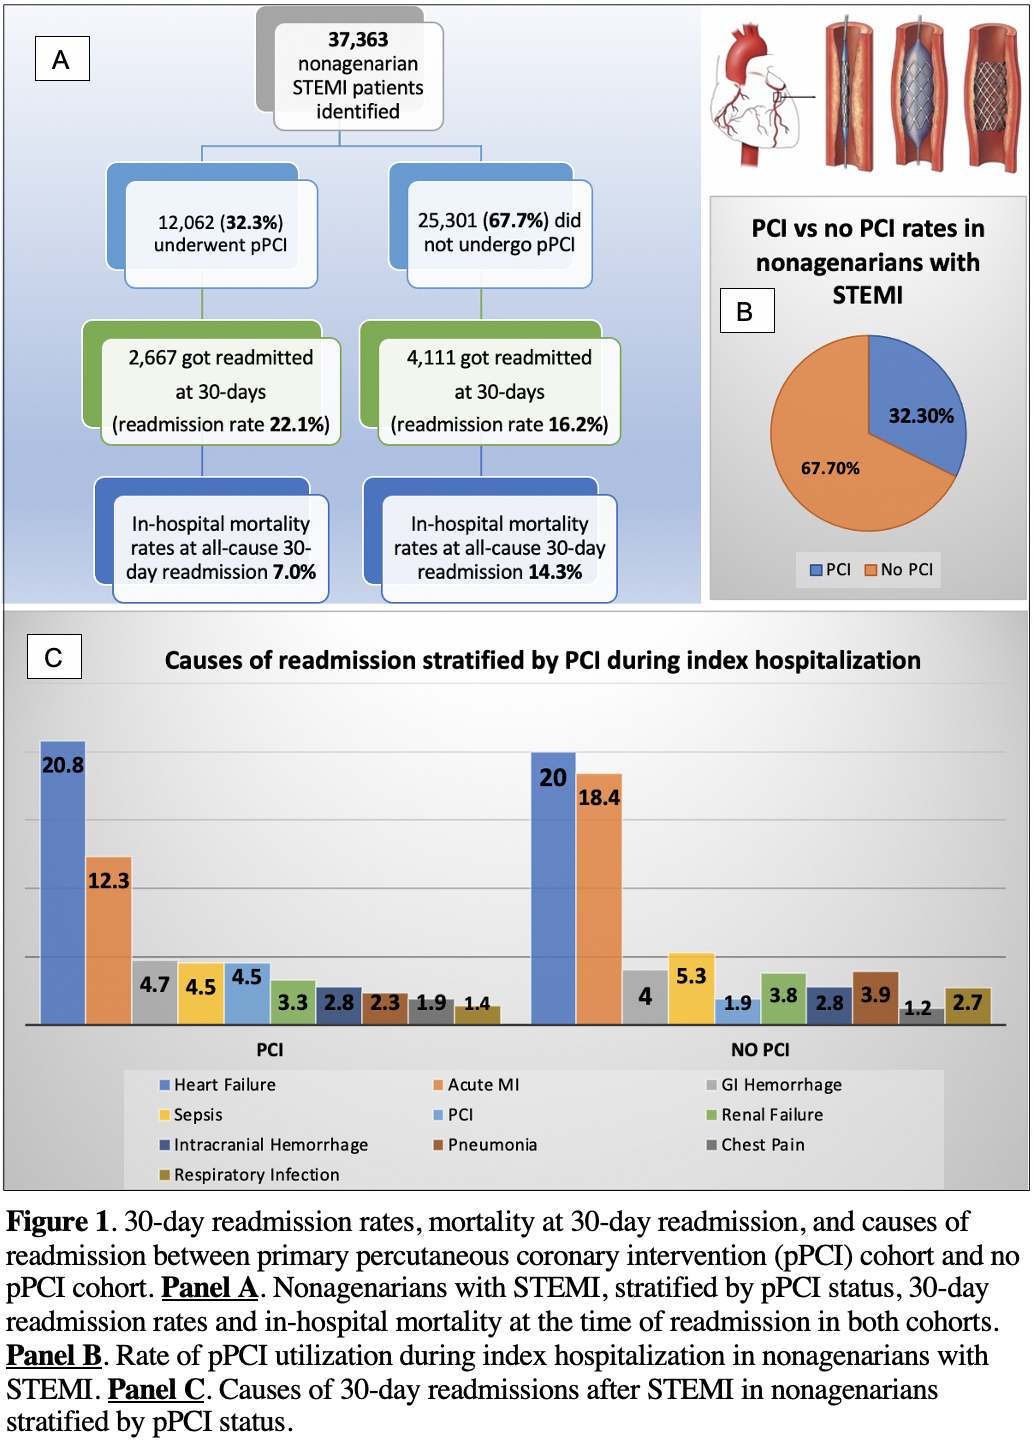 A
37,363
nonagenarian
STEMI patients
identified
12,062 (32.3%)
underwent pPCI
25,301 (67.7%) did
not undergo pPCI
2,667 got readmitted
at 30-days
(readmission rate 22.1%)
4,111 got readmitted
at 30-days
(readmission rate 16.2%)
In-hospital mortality
rates at all-cause 30-
day readmission 7.0%
In-hospital mortality
rates at all-cause 30-day
readmission 14.3%
PCI vs no PCI rates in
nonagenarians with
STEMI
B
32.30%
67.70%
PCI
No PCI
C
Causes of readmission stratified by PCI during index hospitalization
20.8
12.3
4.7
4.5
4.5
3.3
2.8
2.3
1.9
1.4
20
18.4
4
5.3
1.9
3.8
2.8
3.9
1.2
2.7
PCI
NO PCI
Heart Failure
Acute MI
GI Hemorrhage
Sepsis
PCI
Renal Failure
Intracranial Hemorrhage
Pneumonia
Chest Pain
Respiratory Infection
Figure 1. 30-day readmission rates, mortality at 30-day readmission, and causes of
readmission between primary percutaneous coronary intervention (pPCI) cohort and no
pPCI cohort. Panel A. Nonagenarians with STEMI, stratified by pPCI status, 30-day
readmission rates and in-hospital mortality at the time of readmission in both cohorts.
Panel B. Rate of pPCI utilization during index hospitalization in nonagenarians with
STEMI. Panel C. Causes of 30-day readmissions after STEMI in nonagenarians
stratified by pPCI status.